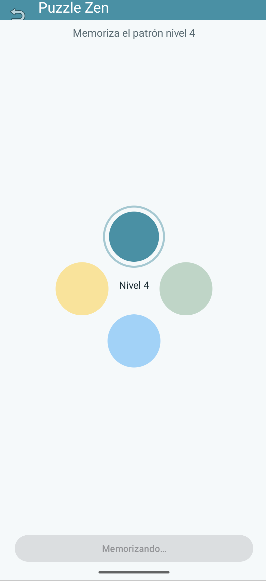 Puzzle Zen
Memoriza el patrón nivel 4
Nivel 4
Memorizando...